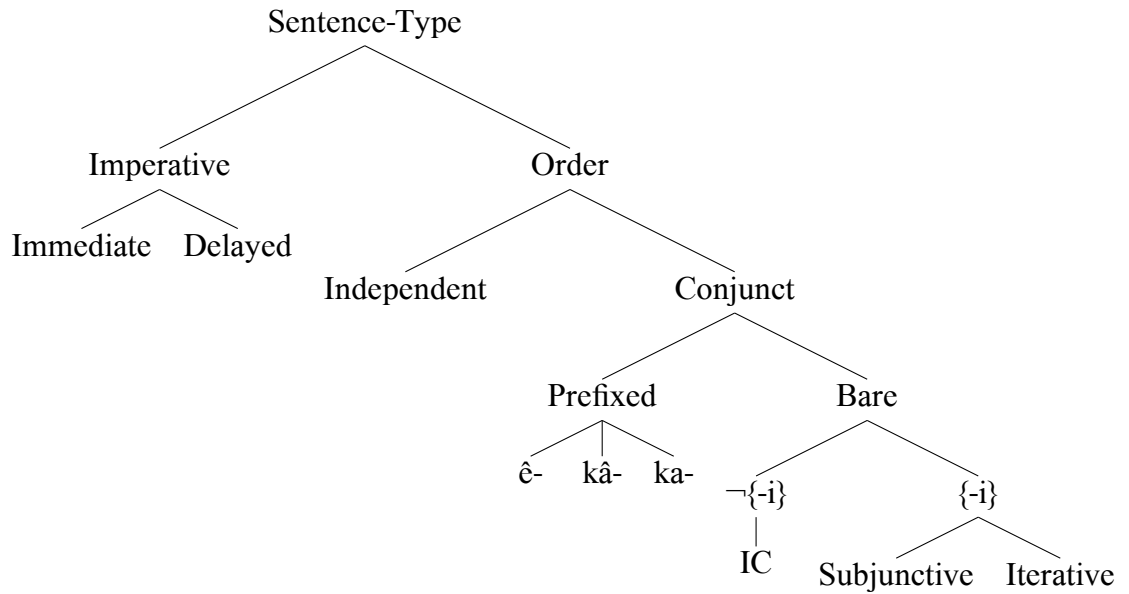 Sentence-Type
Imperative Order
Immediate Delayed
Independent Conjunct
Prefixed Bare
ê- kâ- ka-
¬{-i} {-i}
IC
Subjunctive Iterative